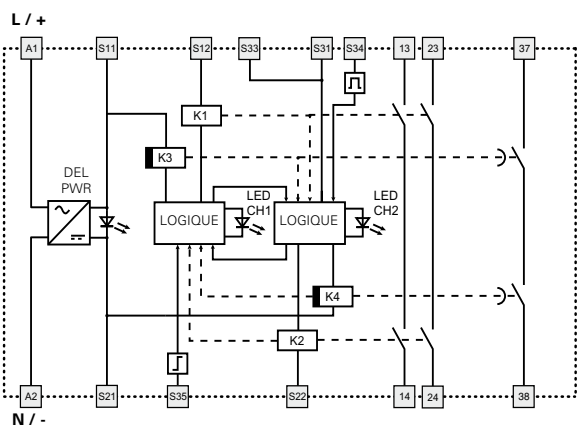 L / +
A1
S11
S12
S33
S31
S34
13
23
37
K1
K3
DEL
PWR
LOGIQUE
LED
CH1
LOGIQUE
LED
CH2
K4
K2
A2
S21
S35
S22
14
24
38
N / -